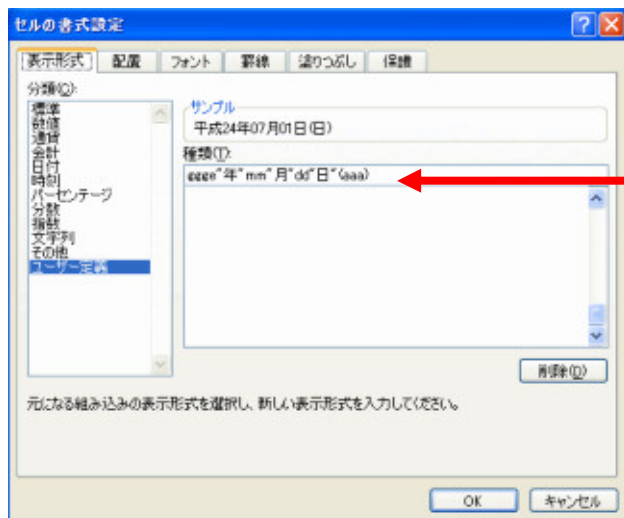 セルの書式設定
表示形式 配置 フォント 罫線 塗りつぶし 保護
分類(C):
標準
数値
通貨
会計
日付
時刻
パーセンテージ
分数
指数
文字列
その他
ユーザー定義
サンプル
平成24年07月01日(日)
種類(T):
ggge"年"mm"月"dd"日"(aaa)
削除(D)
元になる組み込みの表示形式を選択し、新しい表示形式を入力してください。
OK キャンセル